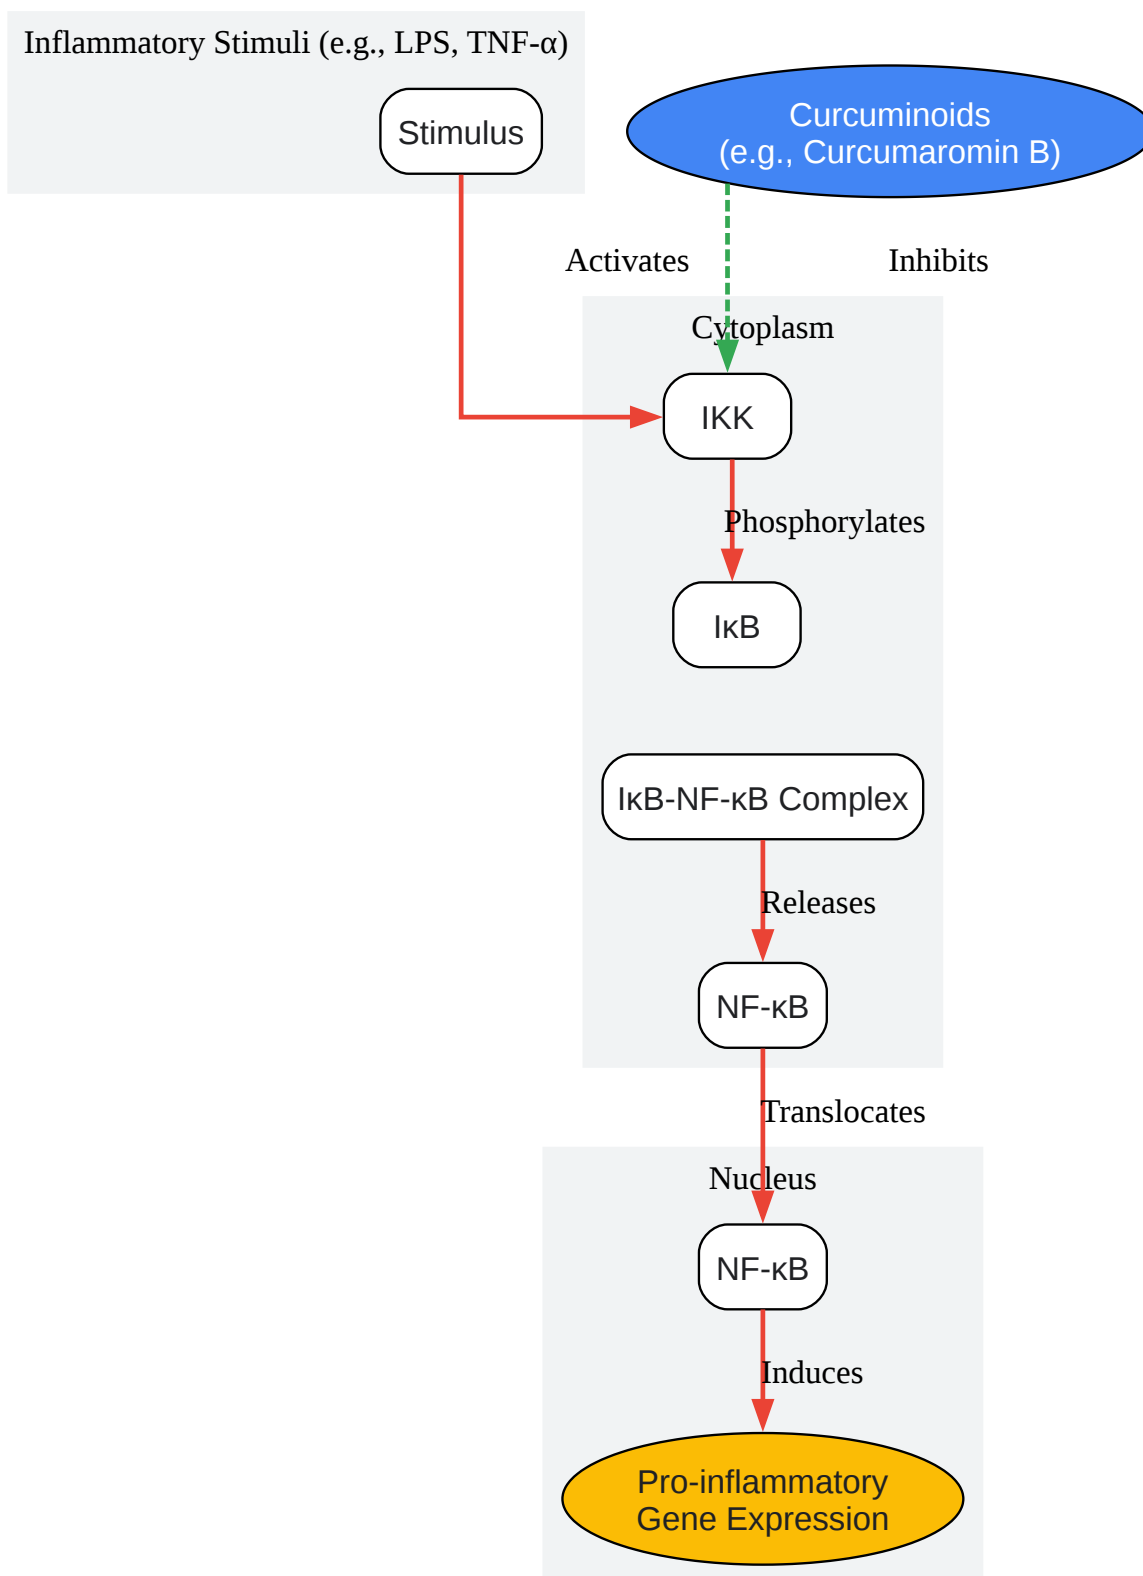 Inflammatory Stimuli (e.g., LPS, TNF-α)
Stimulus
Curcuminoids
(e.g., Curcumaromin B)
Activates
Inhibits
Cytoplasm
IKK
Phosphorylates
IκB
IκB-NF-κB Complex
Releases
NF-κB
Translocates
Nucleus
NF-κB
Induces
Pro-inflammatory
Gene Expression